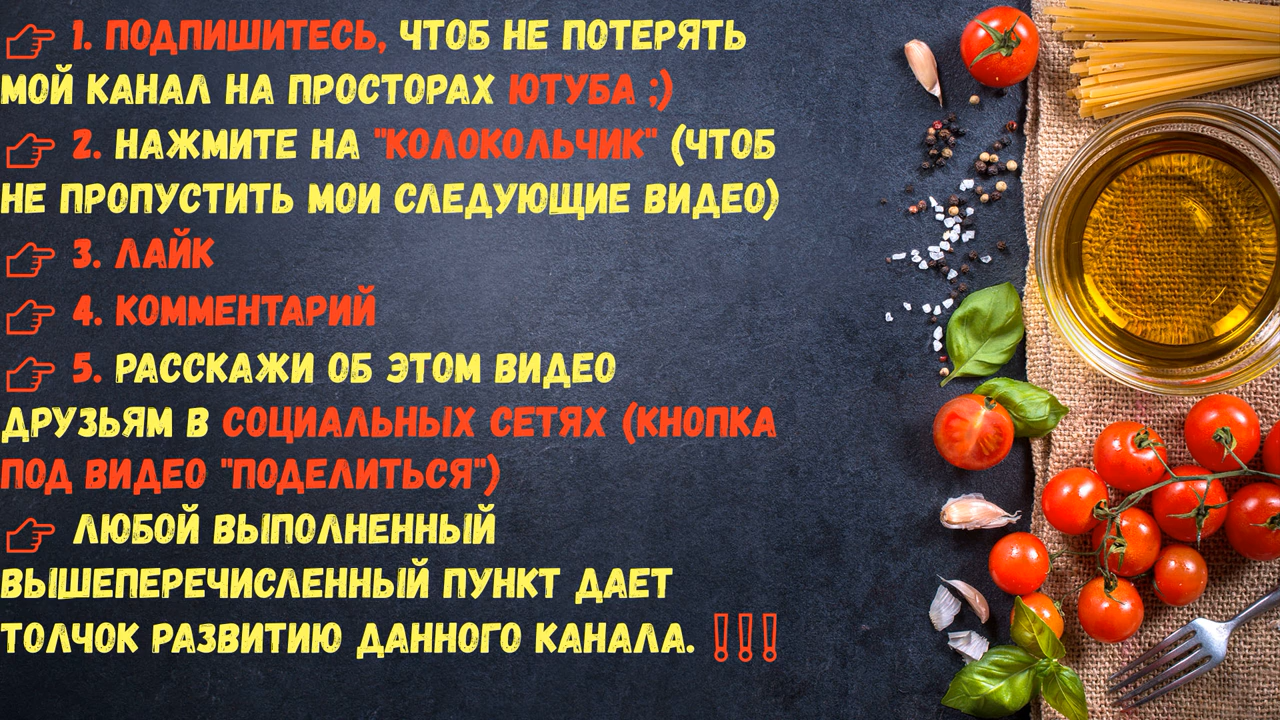 👉 1. ПОДПИШИТЕСЬ, ЧТОБ НЕ ПОТЕРЯТЬ
МОЙ КАНАЛ НА ПРОСТОРАХ ЮТУБА ;)
👉 2. НАЖМИТЕ НА "КОЛОКОЛЬЧИК" (ЧТОБ
НЕ ПРОПУСТИТЬ МОИ СЛЕДУЮЩИЕ ВИДЕО)
👉 3. ЛАЙК
👉 4. КОММЕНТАРИЙ
👉 5. РАССКАЖИ ОБ ЭТОМ ВИДЕО
ДРУЗЬЯМ В СОЦИАЛЬНЫХ СЕТЯХ (КНОПКА
ПОД ВИДЕО "ПОДЕЛИТЬСЯ")
👉 ЛЮБОЙ ВЫПОЛНЕННЫЙ
ВЫШЕПЕРЕЧИСЛЕННЫЙ ПУНКТ ДАЕТ
ТОЛЧОК РАЗВИТИЮ ДАННОГО КАНАЛА. !!!